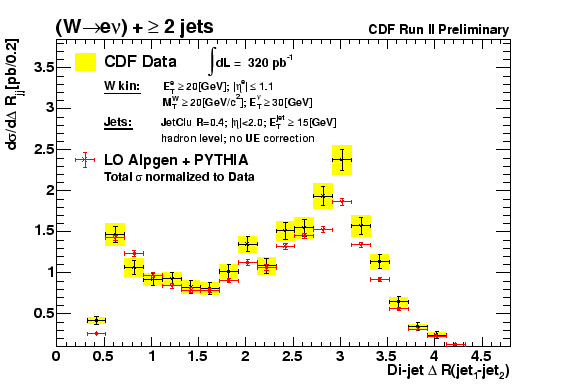 (W→eν) + ≥ 2 jets
CDF Run II Preliminary
dσ/dΔ R_jj [pb/0.2]
CDF Data ∫dL = 320 pb⁻¹
W kin: E_T^e ≥ 20[GeV]; |η^e| ≤ 1.1
M_T^W ≥ 20[GeV/c²]; E_T^ν ≥ 30[GeV]
Jets: JetClu R=0.4; |η|<2.0; E_T^jet ≥ 15[GeV]
hadron level; no UE correction
LO Alpgen + PYTHIA
Total σ normalized to Data
3.5
3
2.5
2
1.5
1
0.5
0 0.5 1 1.5 2 2.5 3 3.5 4 4.5
Di-jet Δ R(jet₁-jet₂)